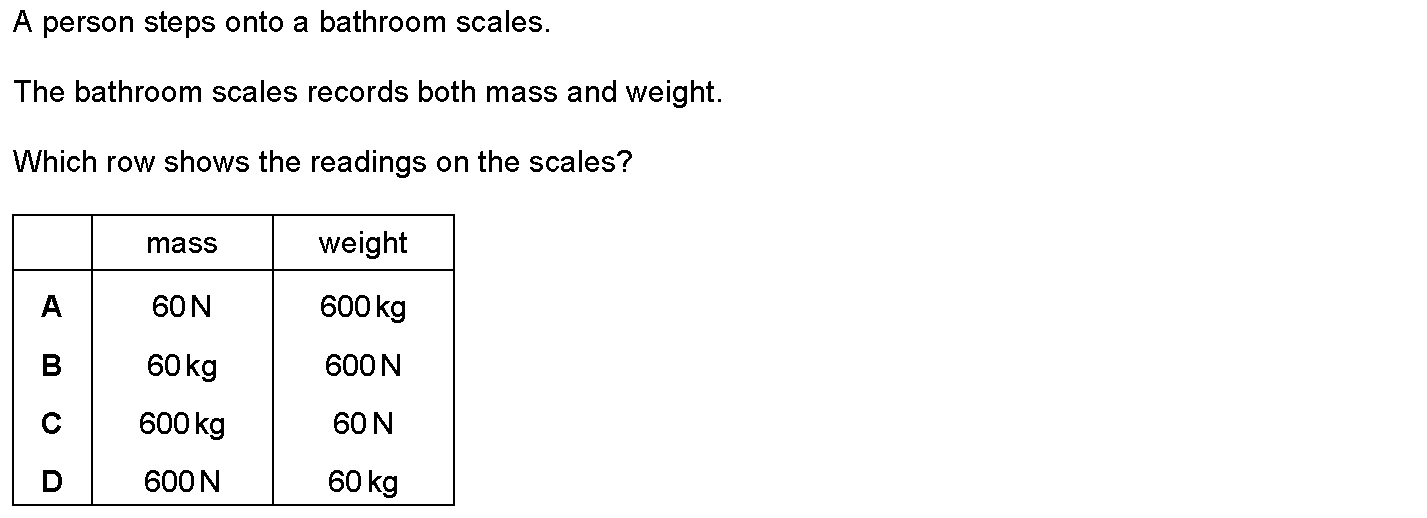 A person steps onto a bathroom scales.
The bathroom scales records both mass and weight.
Which row shows the readings on the scales?
mass weight
A 60 N 600 kg
B 60 kg 600 N
C 600 kg 60 N
D 600 N 60 kg